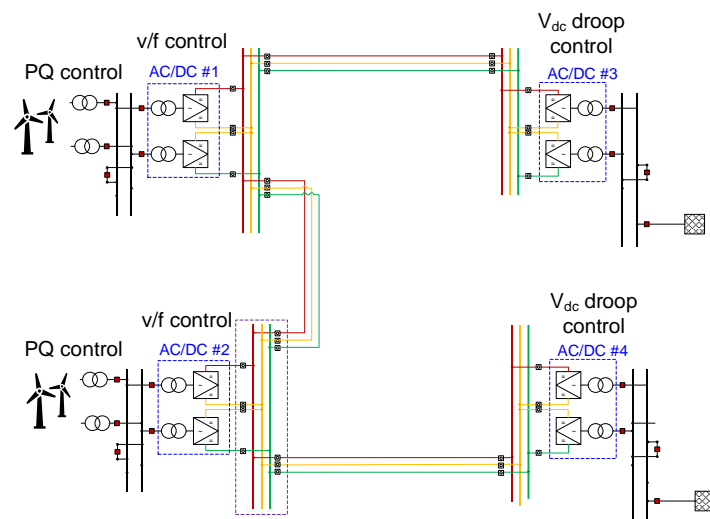 v/f control
PQ control
AC/DC #1
V_dc droop
control
AC/DC #3
v/f control
PQ control
AC/DC #2
V_dc droop
control
AC/DC #4